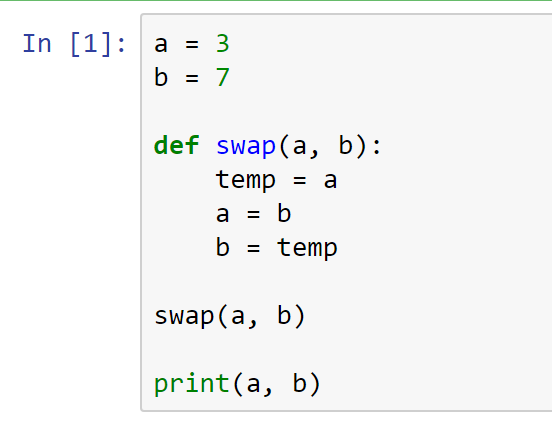 In [1]: a = 3
b = 7
def swap(a, b):
    temp = a
    a = b
    b = temp
swap(a, b)
print(a, b)